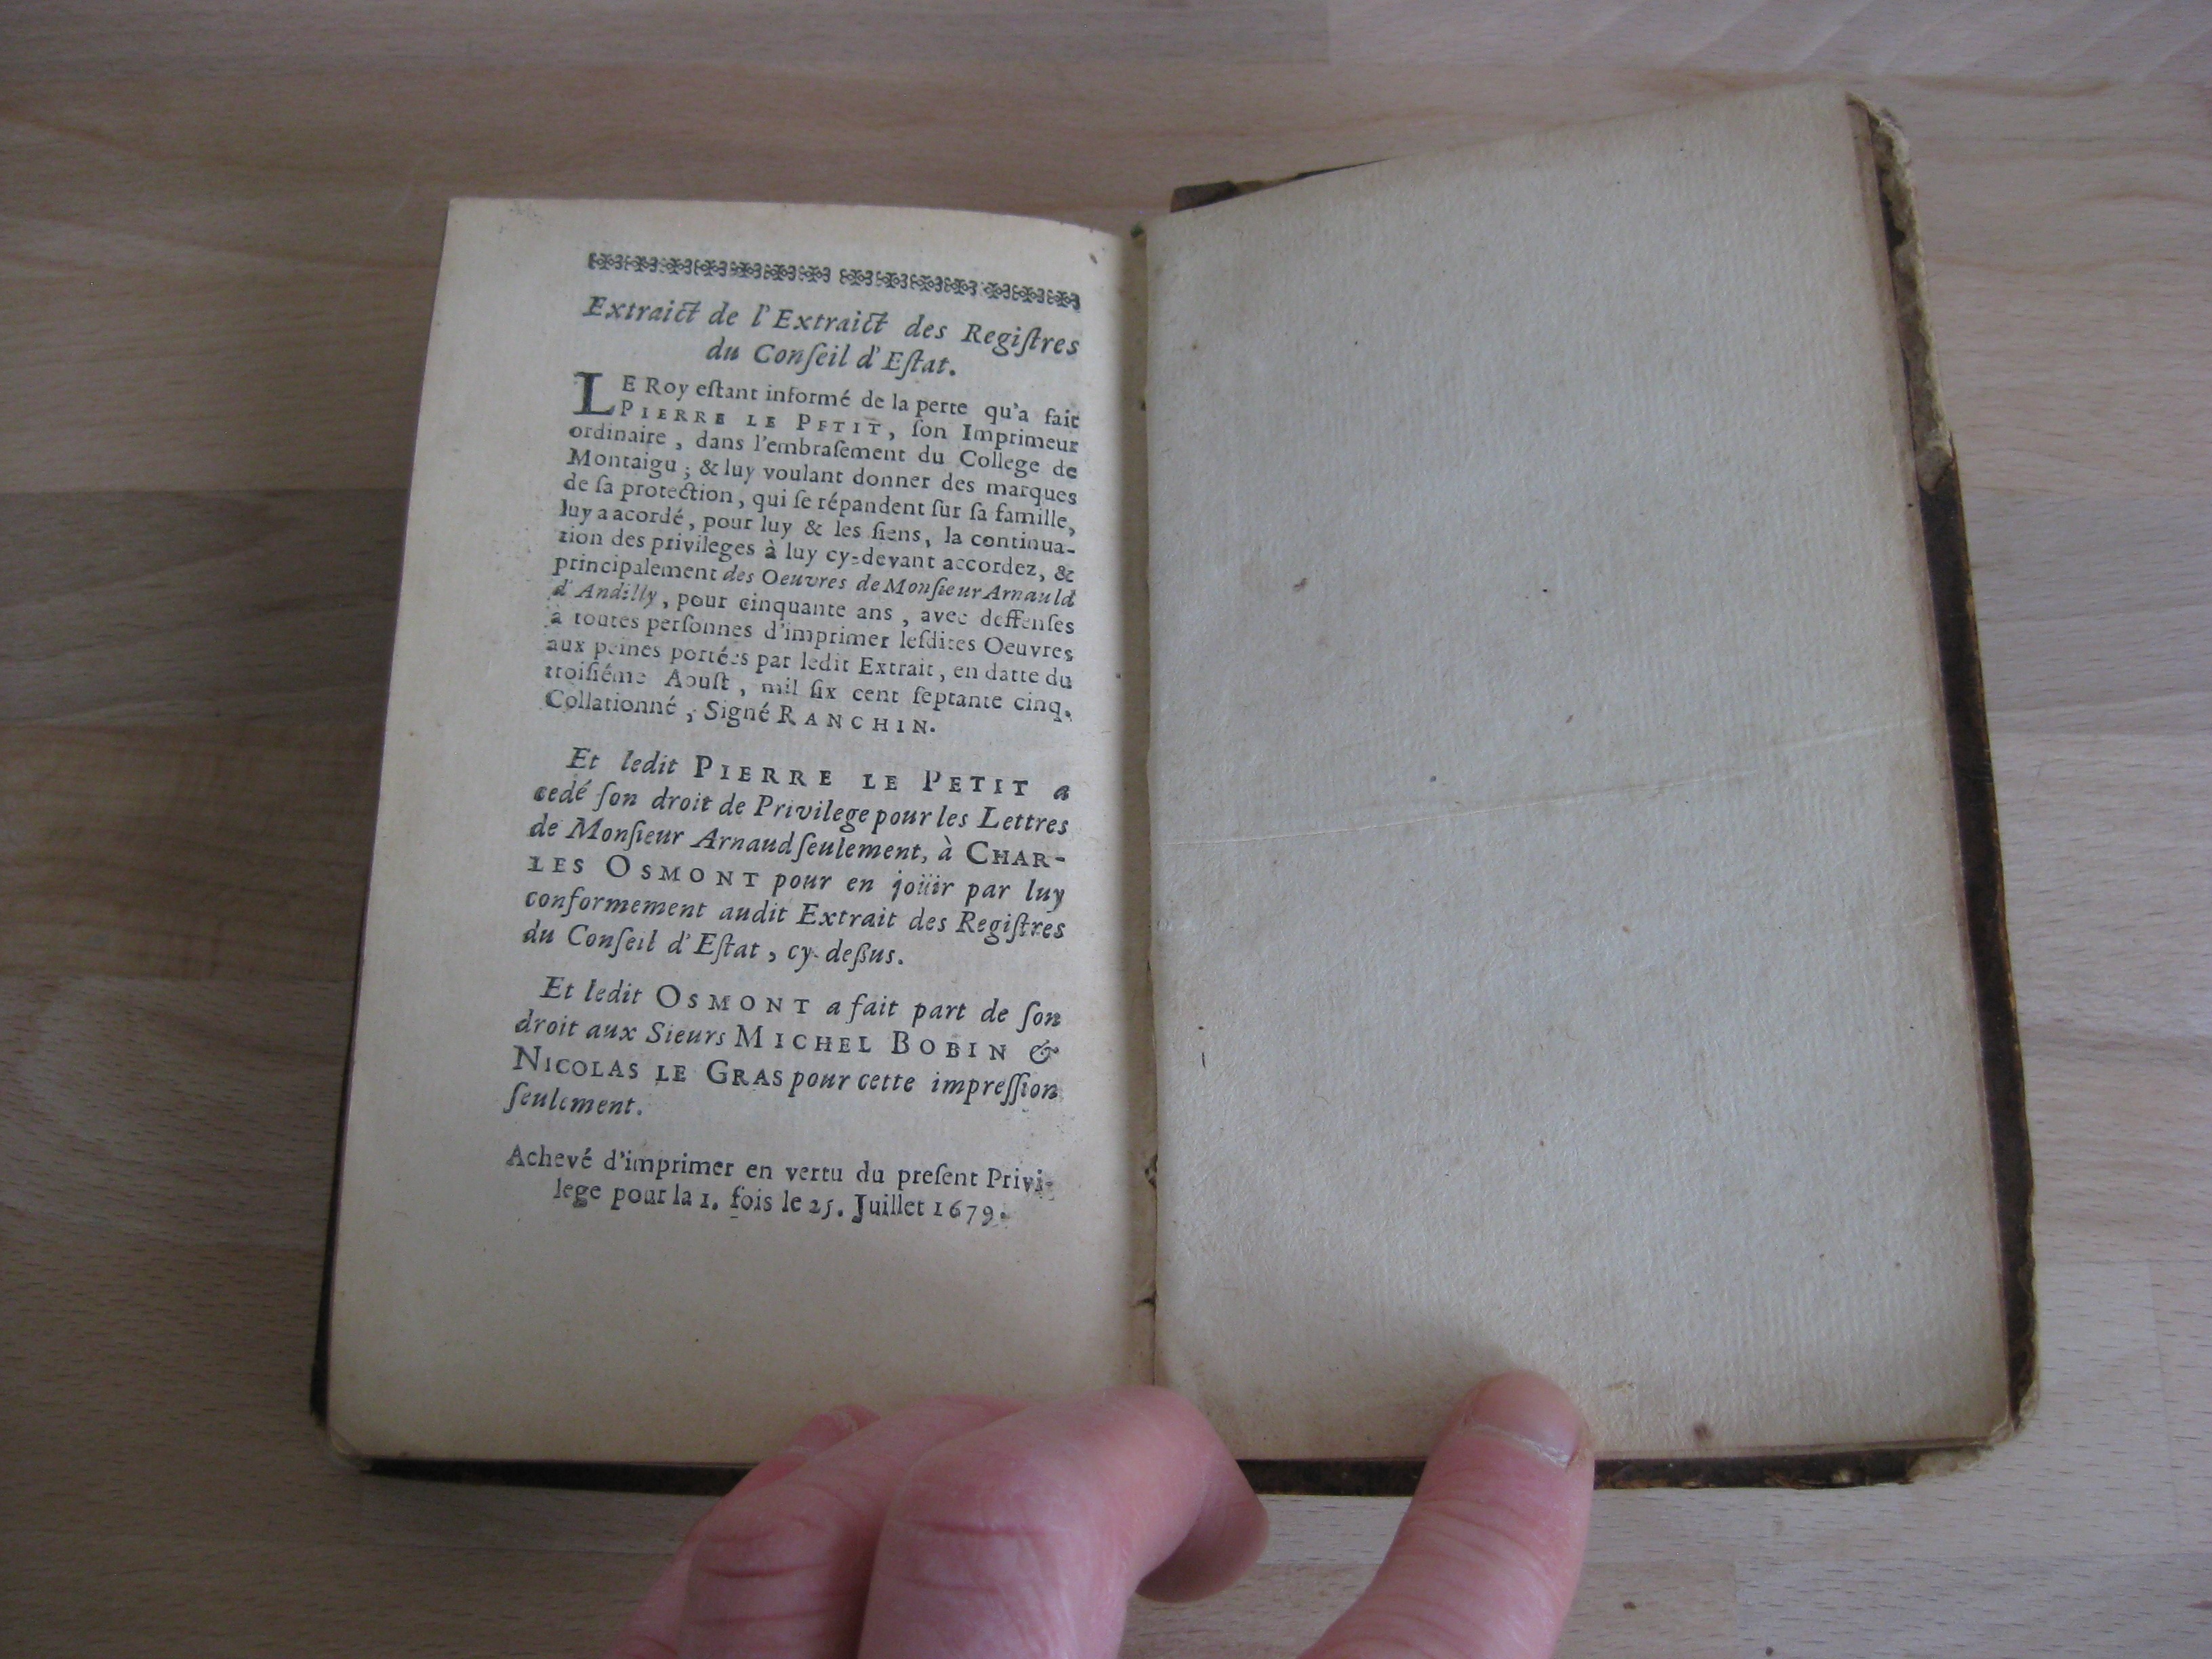 Extraict de l'Extraict des Regiſtres
du Conſeil d'Eſtat.
LE Roy eſtant informé de la perte qu'a fait
PIERRE LE PETIT, ſon Imprimeur
ordinaire, dans l'embraſement du College de
Montaigu; & luy voulant donner des marques
de ſa protection, qui ſe répandent ſur ſa famille,
luy a acordé, pour luy & les ſiens, la continua-
tion des privileges à luy cy-devant accordez, &
principalement des Oeuvres de Monſieur Arnauld
d'Andilly, pour cinquante ans, avec deffenſes
à toutes perſonnes d'imprimer leſdites Oeuvres
aux peines portées par ledit Extrait, en datte du
troiſiéme Aouſt, mil ſix cent ſeptante cinq.
Collationné, Signé RANCHIN.
Et ledit PIERRE LE PETIT a
cedé ſon droit de Privilege pour les Lettres
de Monſieur Arnaud ſeulement, à CHAR-
LES OSMONT pour en joüir par luy
conformement audit Extrait des Regiſtres
du Conſeil d'Eſtat, cy-deßus.
Et ledit OSMONT a fait part de ſon
droit aux Sieurs MICHEL BOBIN &
NICOLAS LE GRAS pour cette impreſſion
ſeulement.
Achevé d'imprimer en vertu du preſent Privi-
lege pour la 1. fois le 25. Juillet 1679.